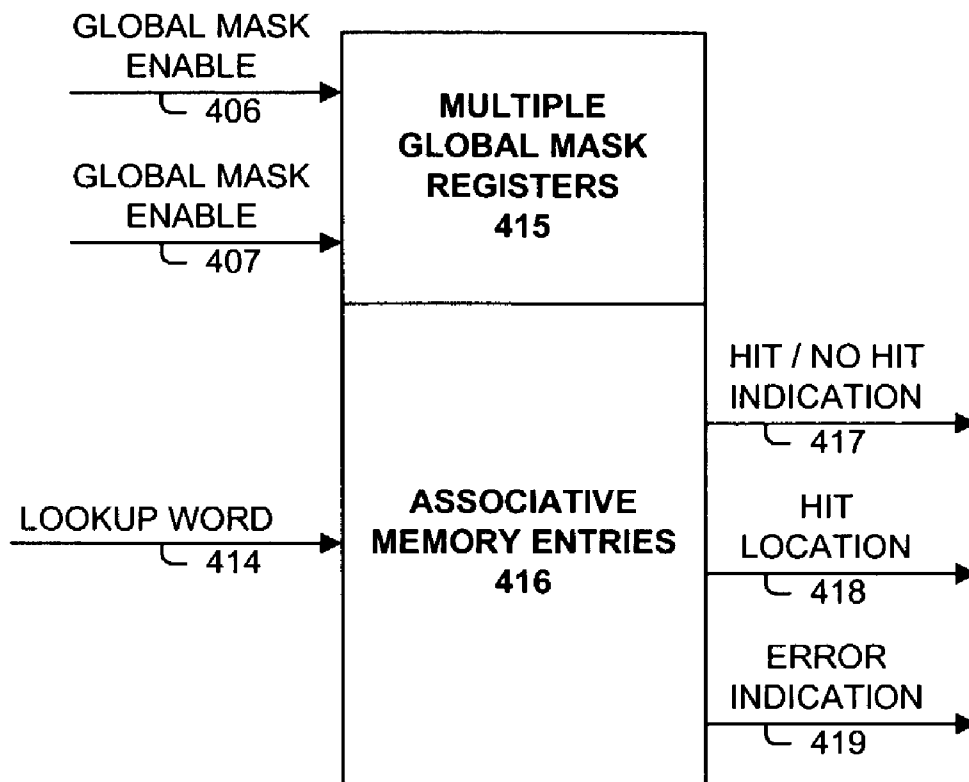 GLOBAL MASK
ENABLE
406
GLOBAL MASK
ENABLE
407
MULTIPLE
GLOBAL MASK
REGISTERS
415
LOOKUP WORD
414
ASSOCIATIVE
MEMORY ENTRIES
416
HIT / NO HIT
INDICATION
417
HIT
LOCATION
418
ERROR
INDICATION
419